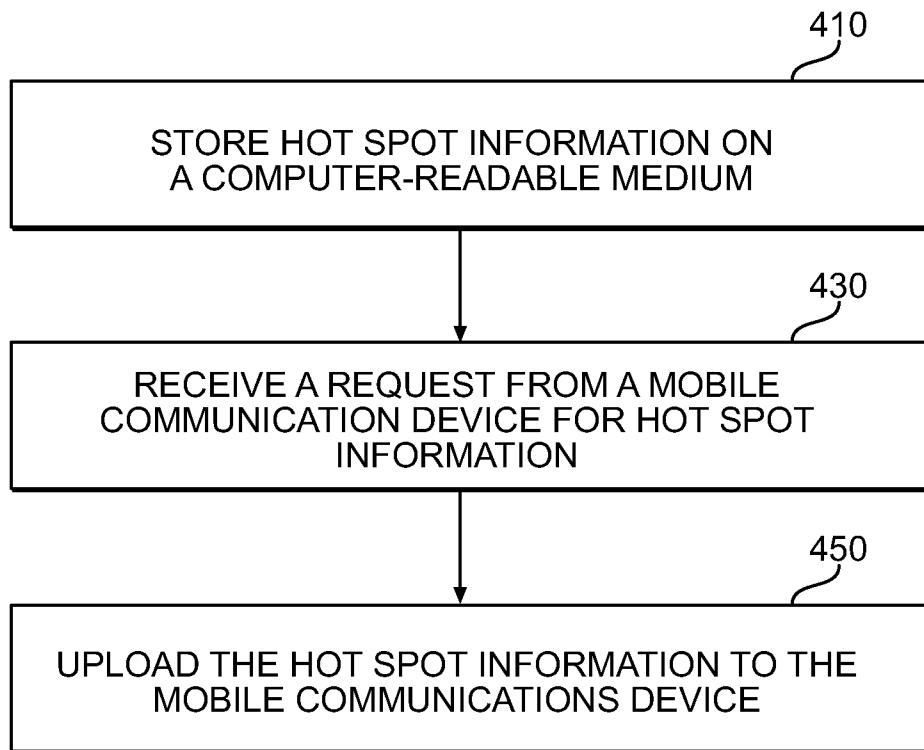 410
STORE HOT SPOT INFORMATION ON
A COMPUTER-READABLE MEDIUM
430
RECEIVE A REQUEST FROM A MOBILE
COMMUNICATION DEVICE FOR HOT SPOT
INFORMATION
450
UPLOAD THE HOT SPOT INFORMATION TO THE
MOBILE COMMUNICATIONS DEVICE